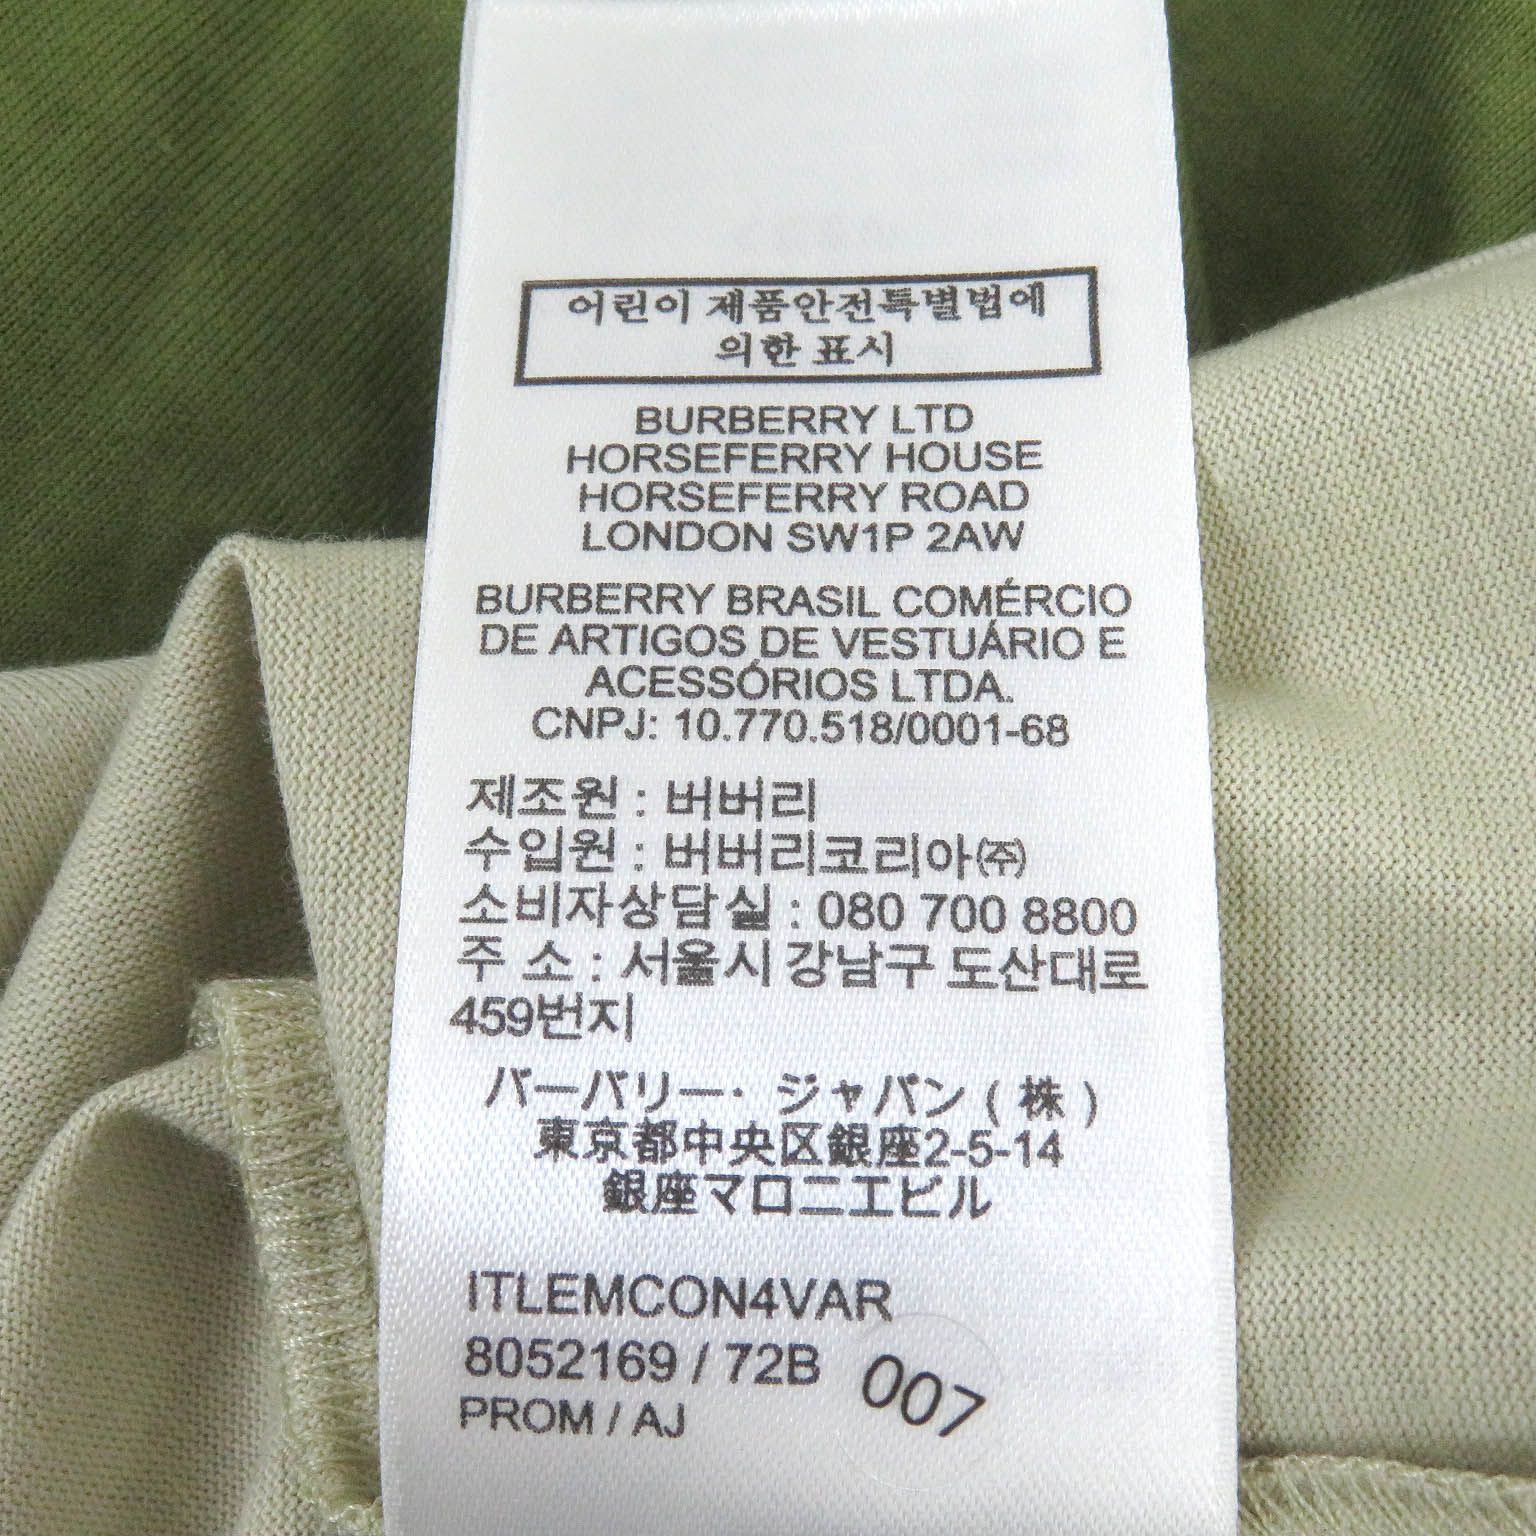 어린이 제품안전특별법에
의한 표시
BURBERRY LTD
HORSEFERRY HOUSE
HORSEFERRY ROAD
LONDON SW1P 2AW
BURBERRY BRASIL COMÉRCIO
DE ARTIGOS DE VESTUÁRIO E
ACESSÓRIOS LTDA.
CNPJ: 10.770.518/0001-68
제조원 : 버버리
수입원 : 버버리코리아㈜
소비자상담실 : 080 700 8800
주 소 : 서울시 강남구 도산대로
459번지
バーバリー・ジャパン ( 株 )
東京都中央区銀座2-5-14
銀座マロニエビル
ITLEMCON4VAR
8052169 / 72B
PROM / AJ
007